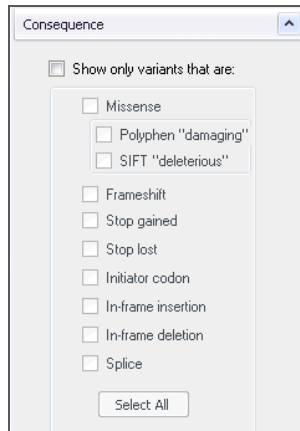 Consequence
Show only variants that are:
Missense
Polyphen "damaging"
SIFT "deleterious"
Frameshift
Stop gained
Stop lost
Initiator codon
In-frame insertion
In-frame deletion
Splice
Select All